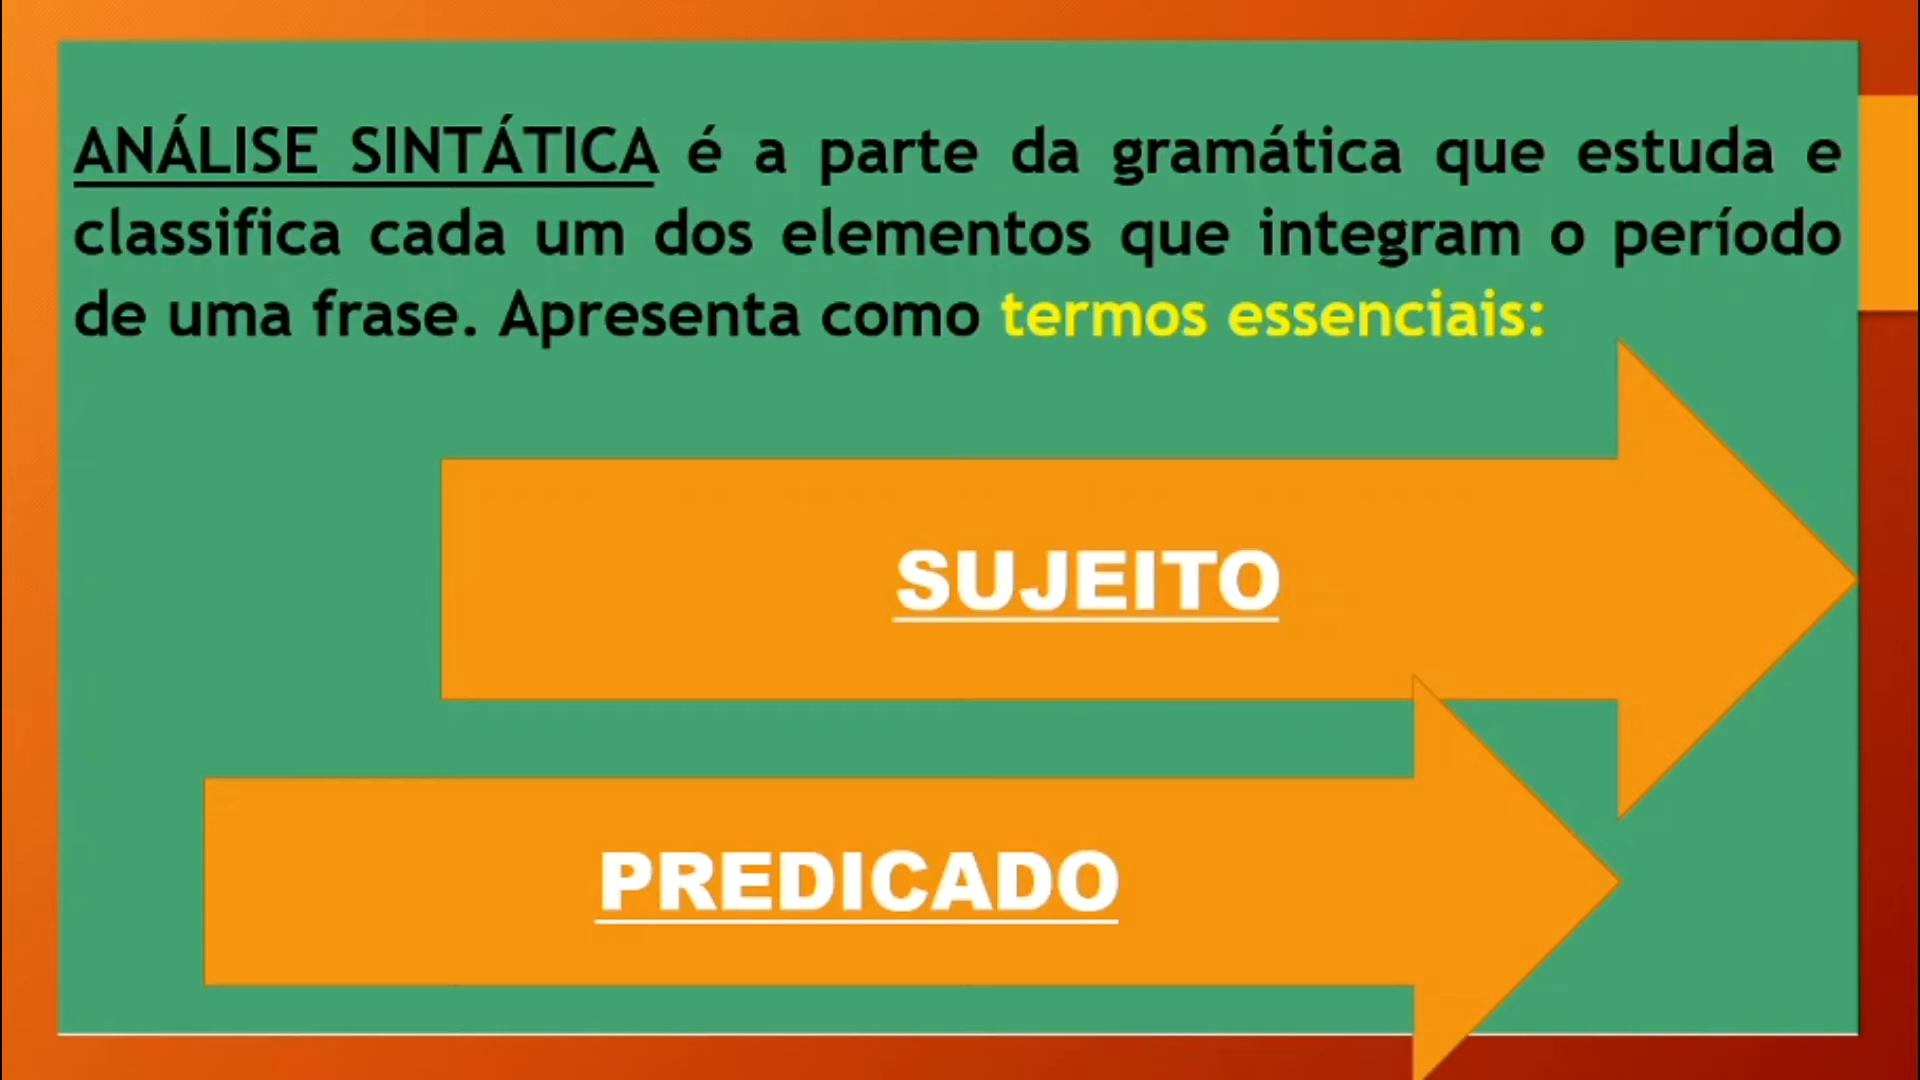 ANÁLISE SINTÁTICA é a parte da gramática que estuda e
classifica cada um dos elementos que integram o período
de uma frase. Apresenta como termos essenciais:
SUJEITO
PREDICADO